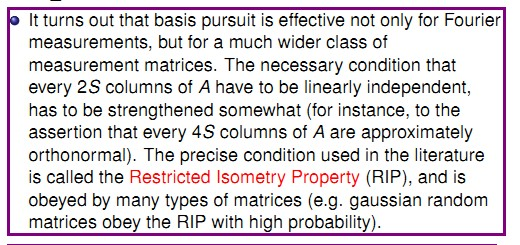 It turns out that basis pursuit is effective not only for Fourier
measurements, but for a much wider class of
measurement matrices. The necessary condition that
every 2S columns of A have to be linearly independent,
has to be strengthened somewhat (for instance, to the
assertion that every 4S columns of A are approximately
orthonormal). The precise condition used in the literature
is called the Restricted Isometry Property (RIP), and is
obeyed by many types of matrices (e.g. gaussian random
matrices obey the RIP with high probability).